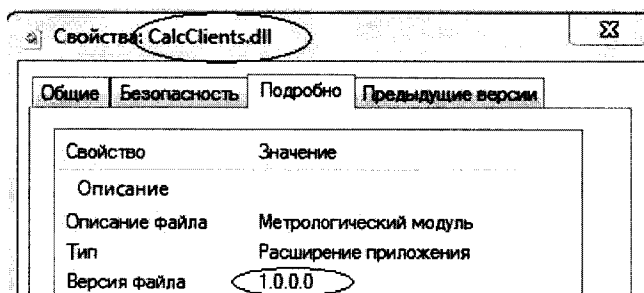 Свойства: CalcClients.dll
Общие Безопасность Подробно Предыдущие версии
Свойство Значение
Описание
Описание файла Метрологический модуль
Тип Расширение приложения
Версия файла 1.0.0.0